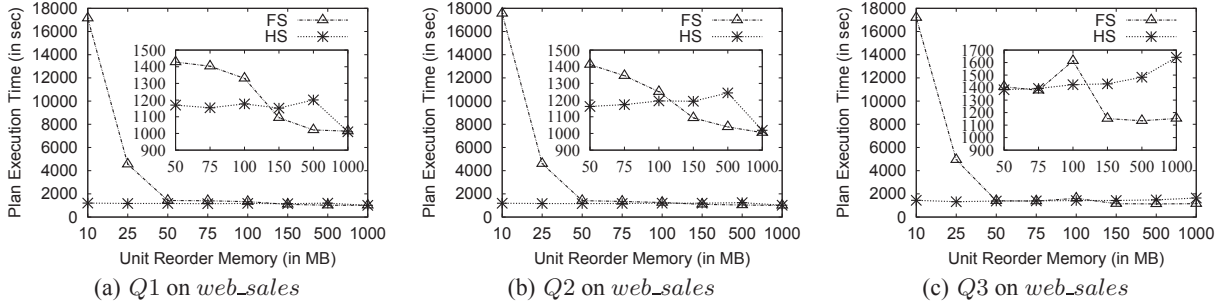 Plan Execution Time (in sec)
18000
16000
14000
12000
10000
8000
6000
4000
2000
0
FS
HS
1500
1400
1300
1200
1100
1000
900
50 75 100 150 500 1000
10 25 50 75 100 150 500 1000
Unit Reorder Memory (in MB)
(a) Q1 on web_sales
Plan Execution Time (in sec)
18000
16000
14000
12000
10000
8000
6000
4000
2000
0
FS
HS
1500
1400
1300
1200
1100
1000
900
50 75 100 150 500 1000
10 25 50 75 100 150 500 1000
Unit Reorder Memory (in MB)
(b) Q2 on web_sales
Plan Execution Time (in sec)
18000
16000
14000
12000
10000
8000
6000
4000
2000
0
FS
HS
1700
1600
1500
1400
1300
1200
1100
1000
900
50 75 100 150 500 1000
10 25 50 75 100 150 500 1000
Unit Reorder Memory (in MB)
(c) Q3 on web_sales